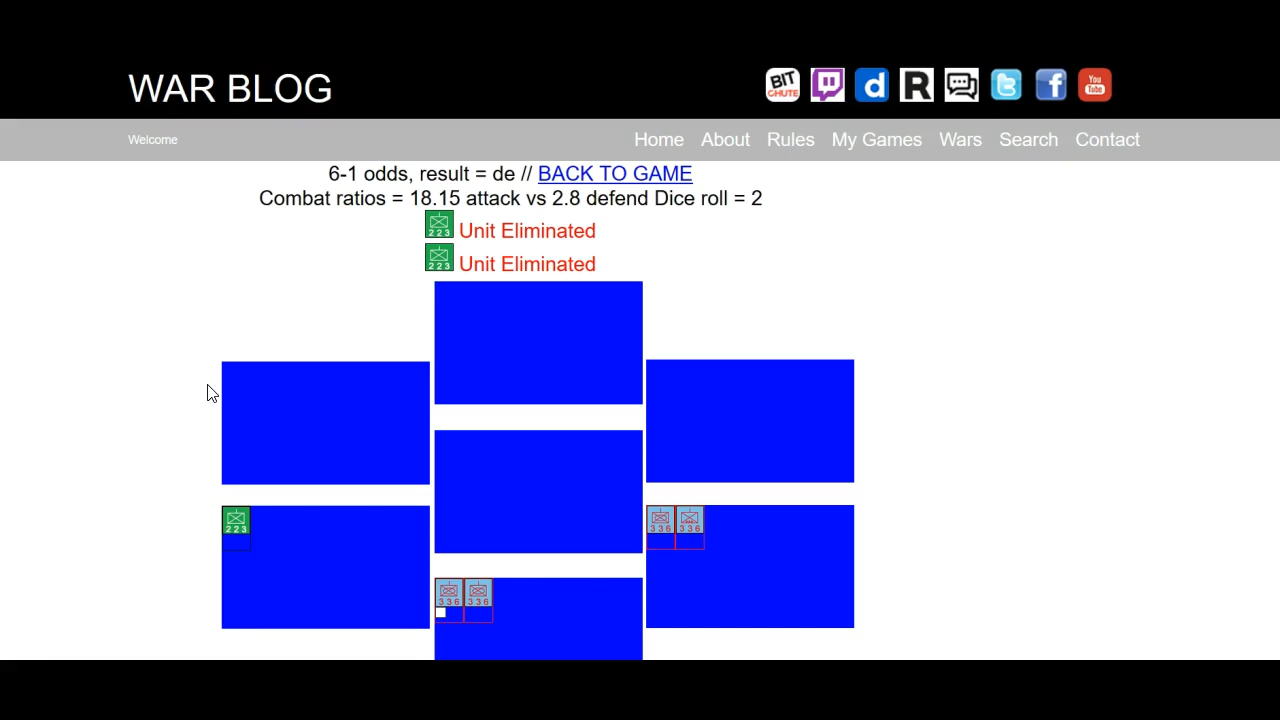 WAR BLOG
BIT CHUTE
d
R
You Tube
Welcome
Home About Rules My Games Wars Search Contact
6-1 odds, result = de // BACK TO GAME
Combat ratios = 18.15 attack vs 2.8 defend Dice roll = 2
2 2 3 Unit Eliminated
2 2 3 Unit Eliminated
2 2 3
3 3 6 3 3 6
3 3 6 3 3 6